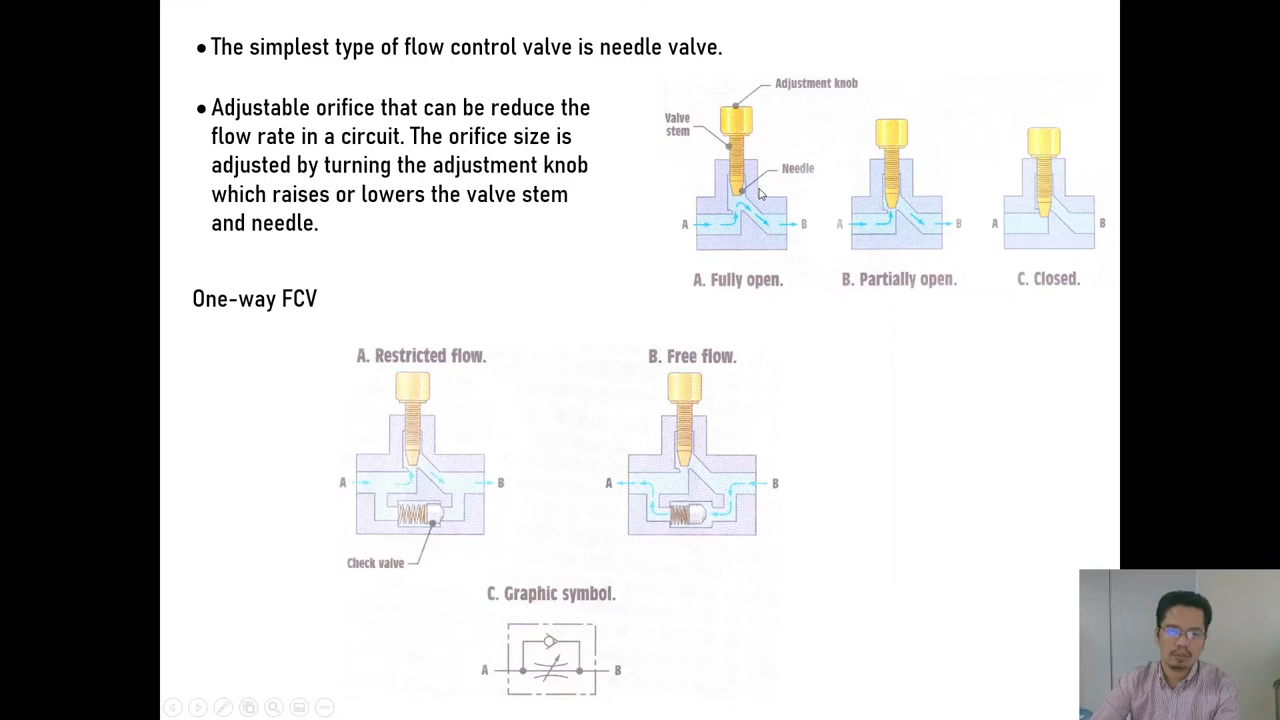 • The simplest type of flow control valve is needle valve.
• Adjustable orifice that can be reduce the
flow rate in a circuit. The orifice size is
adjusted by turning the adjustment knob
which raises or lowers the valve stem
and needle.
Adjustment knob
Valve
stem
Needle
A B
A B
A B
A. Fully open.
B. Partially open.
C. Closed.
One-way FCV
A. Restricted flow.
B. Free flow.
A B
A B
Check valve
C. Graphic symbol.
A B